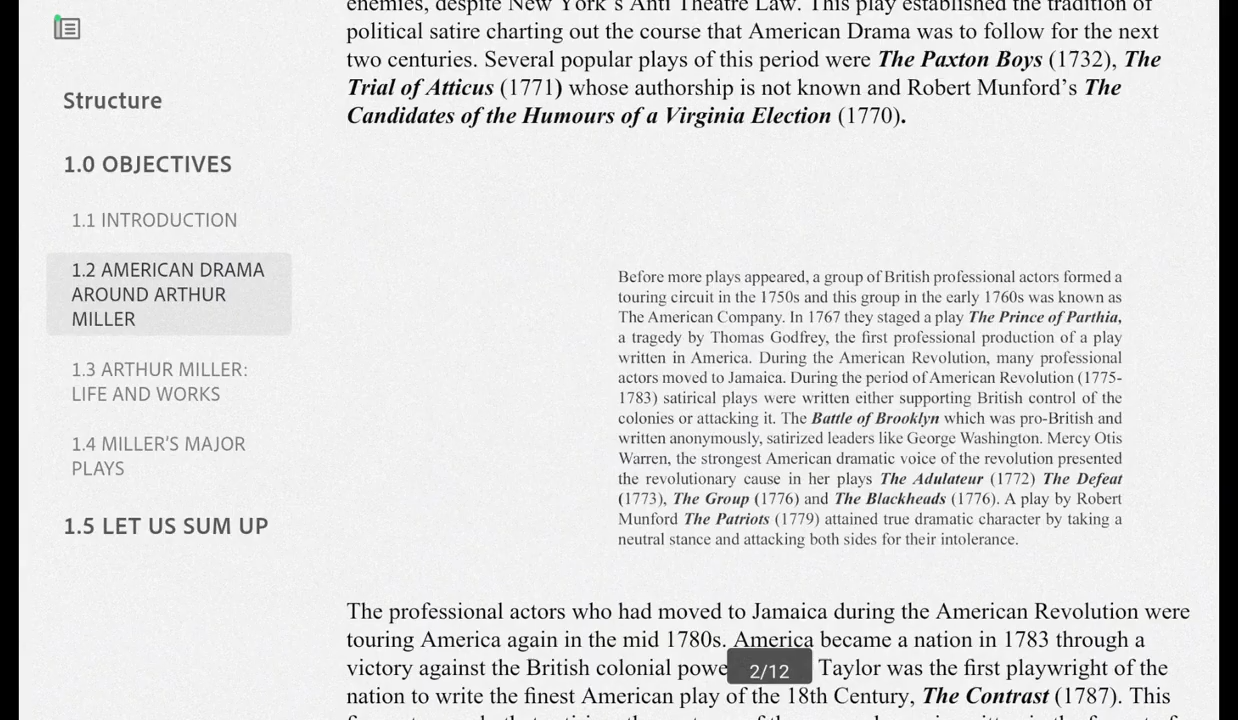 Structure
1.0 OBJECTIVES
1.1 INTRODUCTION
1.2 AMERICAN DRAMA
AROUND ARTHUR
MILLER
1.3 ARTHUR MILLER:
LIFE AND WORKS
1.4 MILLER'S MAJOR
PLAYS
1.5 LET US SUM UP
enemies, despite New York's Anti Theatre Law. This play established the tradition of
political satire charting out the course that American Drama was to follow for the next
two centuries. Several popular plays of this period were The Paxton Boys (1732), The
Trial of Atticus (1771) whose authorship is not known and Robert Munford's The
Candidates of the Humours of a Virginia Election (1770).
Before more plays appeared, a group of British professional actors formed a
touring circuit in the 1750s and this group in the early 1760s was known as
The American Company. In 1767 they staged a play The Prince of Parthia,
a tragedy by Thomas Godfrey, the first professional production of a play
written in America. During the American Revolution, many professional
actors moved to Jamaica. During the period of American Revolution (1775-
1783) satirical plays were written either supporting British control of the
colonies or attacking it. The Battle of Brooklyn which was pro-British and
written anonymously, satirized leaders like George Washington. Mercy Otis
Warren, the strongest American dramatic voice of the revolution presented
the revolutionary cause in her plays The Adulateur (1772) The Defeat
(1773), The Group (1776) and The Blackheads (1776). A play by Robert
Munford The Patriots (1779) attained true dramatic character by taking a
neutral stance and attacking both sides for their intolerance.
The professional actors who had moved to Jamaica during the American Revolution were
touring America again in the mid 1780s. America became a nation in 1783 through a
victory against the British colonial powe Taylor was the first playwright of the
2/12
nation to write the finest American play of the 18th Century, The Contrast (1787). This